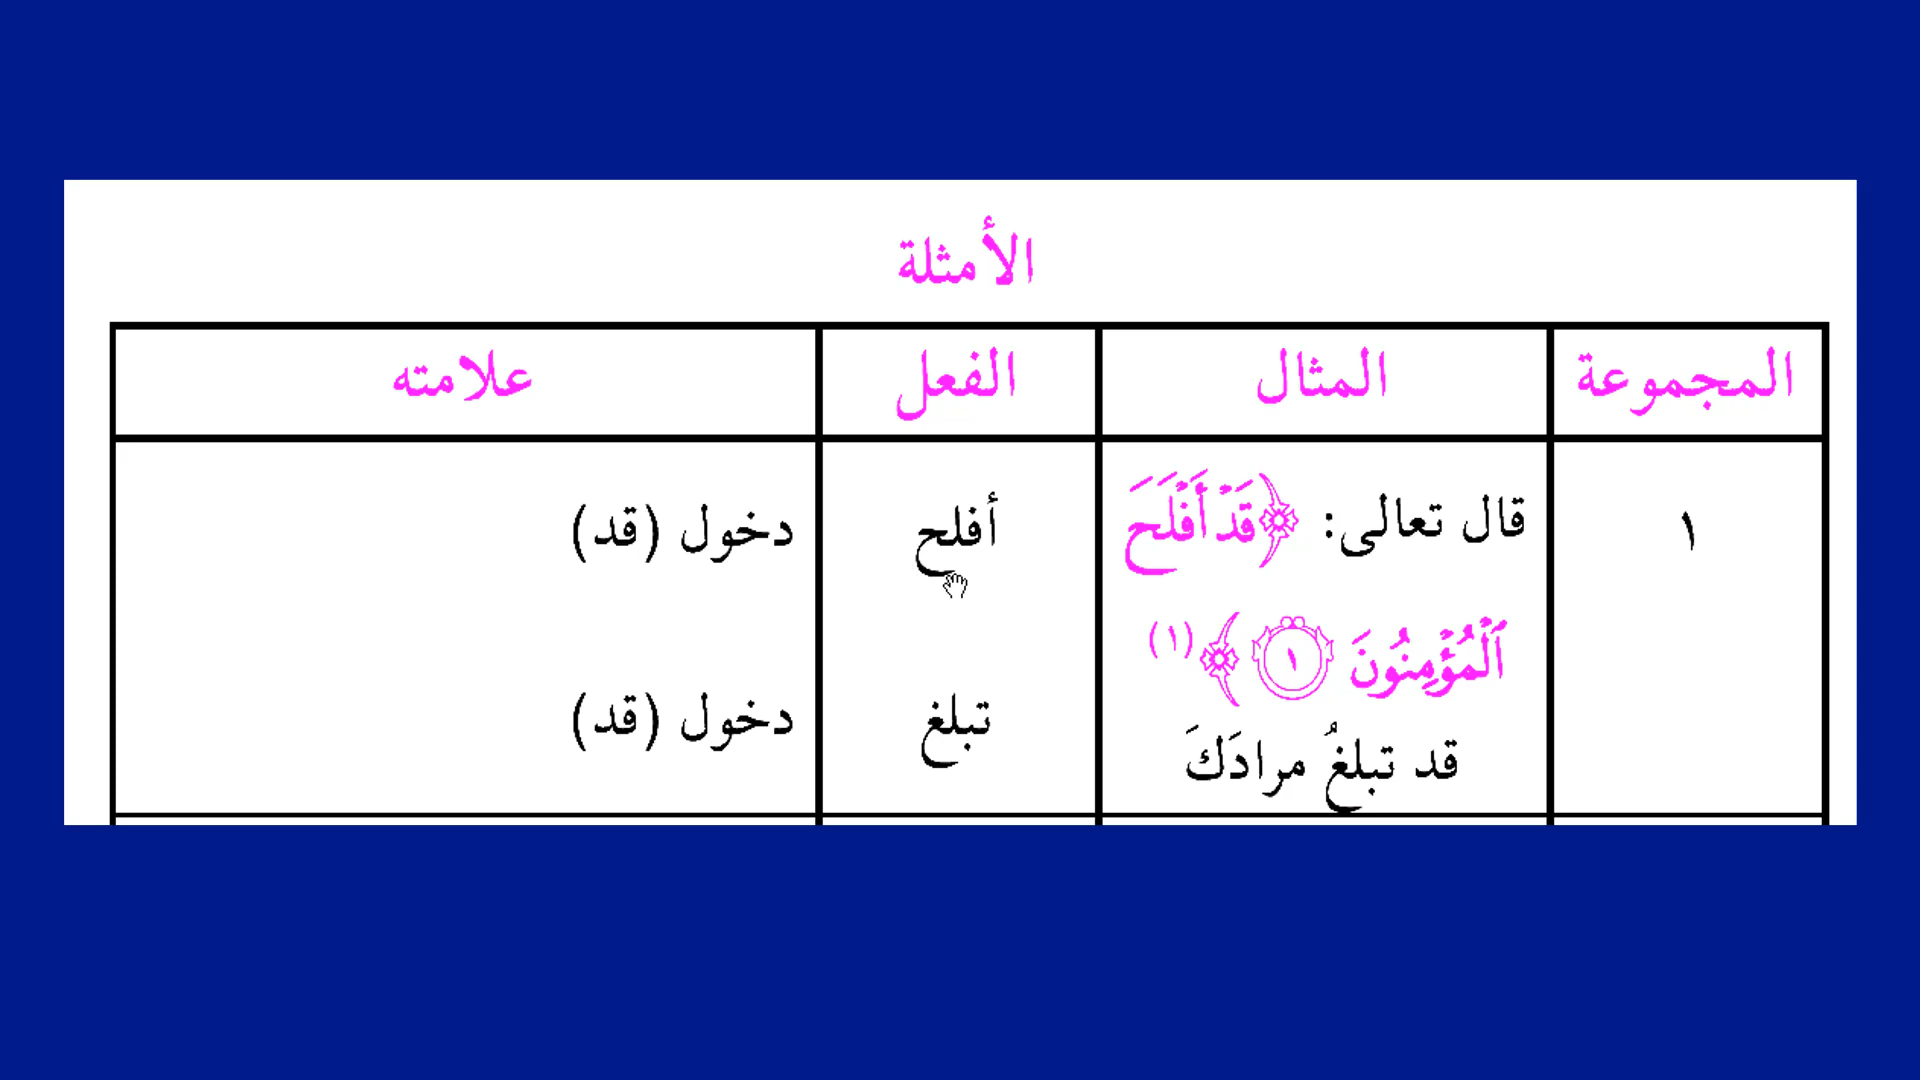 الأمثلة
المجموعة المثال الفعل علامته
١ قال تعالى: ﴿قَدْ أَفْلَحَ أفلح دخول (قد)
ٱلْمُؤْمِنُونَ ١﴾ (١)
تبلغ دخول (قد)
قد تبلغُ مرادَكَ